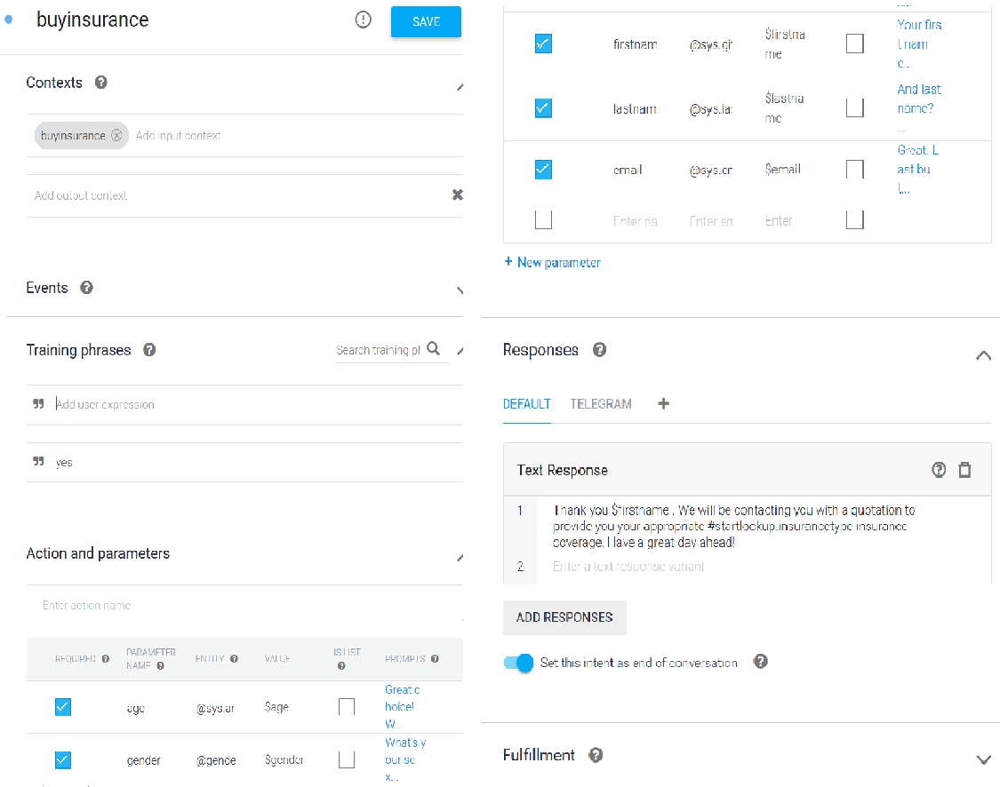 buyinsurance
SAVE
Contexts
buyinsurance Add input context
Add output context
Events
Training phrases
Search training pl
Add user expression
yes
Action and parameters
Enter action name
REQUIRED PARAMETER NAME ENTITY VALUE IS LIST PROMPTS
age @sys.ar $age Great c
hoice!
W...
gender @gende $gender What's y
our se
x...
firstnam @sys.gi $firstna
me
Your firs
t nam
e...
lastnam @sys.la: $lastna
me
And last
name?
...
email @sys.er $email Great. L
ast bu
t...
Enter na Enter en Enter
+ New parameter
Responses
DEFAULT TELEGRAM +
Text Response
1 Thank you $firstname . We will be contacting you with a quotation to
provide you your appropriate #startlookup.insurancetype insurance
coverage. Have a great day ahead!
2 Enter a text response variant
ADD RESPONSES
Set this intent as end of conversation
Fulfillment